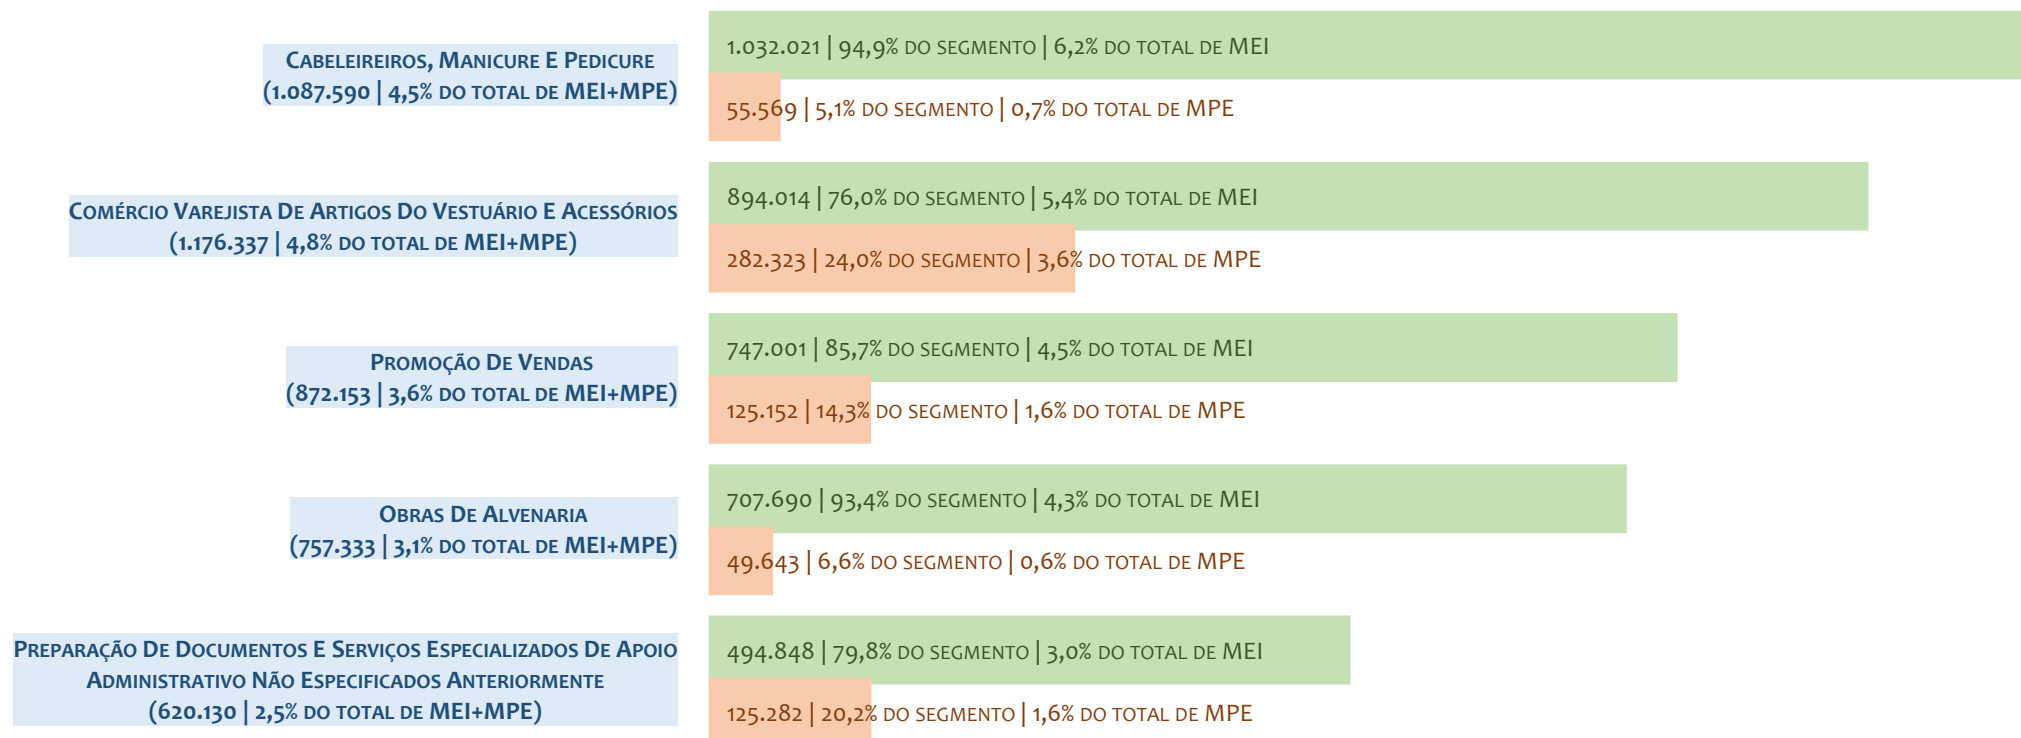 Cabeleireiros, Manicure E Pedicure
(1.087.590 | 4,5% do total de MEI+MPE)
1.032.021 | 94,9% do segmento | 6,2% do total de MEI
55.569 | 5,1% do segmento | 0,7% do total de MPE
Comércio Varejista De Artigos Do Vestuário E Acessórios
(1.176.337 | 4,8% do total de MEI+MPE)
894.014 | 76,0% do segmento | 5,4% do total de MEI
282.323 | 24,0% do segmento | 3,6% do total de MPE
Promoção De Vendas
(872.153 | 3,6% do total de MEI+MPE)
747.001 | 85,7% do segmento | 4,5% do total de MEI
125.152 | 14,3% do segmento | 1,6% do total de MPE
Obras De Alvenaria
(757.333 | 3,1% do total de MEI+MPE)
707.690 | 93,4% do segmento | 4,3% do total de MEI
49.643 | 6,6% do segmento | 0,6% do total de MPE
Preparação De Documentos E Serviços Especializados De Apoio
Administrativo Não Especificados Anteriormente
(620.130 | 2,5% do total de MEI+MPE)
494.848 | 79,8% do segmento | 3,0% do total de MEI
125.282 | 20,2% do segmento | 1,6% do total de MPE